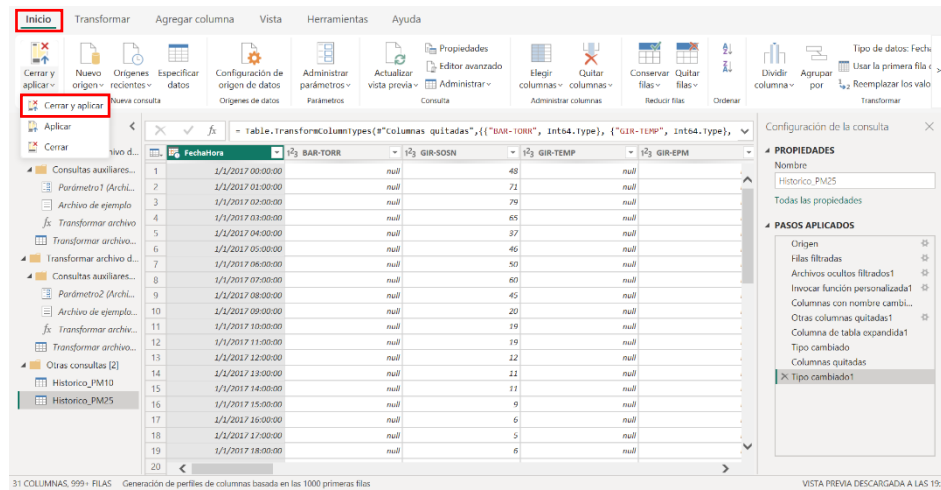 Inicio Transformar Agregar columna Vista Herramientas Ayuda
Cerrar y aplicar
Nuevo origen
Orígenes recientes
Especificar datos
Configuración de origen de datos
Administrar parámetros
Actualizar vista previa
Propiedades
Editor avanzado
Administrar
Elegir columnas
Quitar columnas
Conservar filas
Quitar filas
Dividir columna
Agrupar por
Tipo de datos: Fecha
Usar la primera fila
Reemplazar los valo
Nueva consulta Orígenes de datos Parámetros Consulta Administrar columnas Reducir filas Ordenar Transformar
Cerrar y aplicar
Aplicar
Cerrar
fx = Table.TransformColumnTypes(#"Columnas quitadas",{{"BAR-TORR", Int64.Type}, {"GIR-TEMP", Int64.Type},
FechaHora 123 BAR-TORR 123 GIR-SOSN 123 GIR-TEMP 123 GIR-EPM
1 1/1/2017 00:00:00 null 48 null
2 1/1/2017 01:00:00 null 71 null
3 1/1/2017 02:00:00 null 79 null
4 1/1/2017 03:00:00 null 65 null
5 1/1/2017 04:00:00 null 37 null
6 1/1/2017 05:00:00 null 46 null
7 1/1/2017 06:00:00 null 50 null
8 1/1/2017 07:00:00 null 60 null
9 1/1/2017 08:00:00 null 45 null
10 1/1/2017 09:00:00 null 20 null
11 1/1/2017 10:00:00 null 19 null
12 1/1/2017 11:00:00 null 19 null
13 1/1/2017 12:00:00 null 12 null
14 1/1/2017 13:00:00 null 11 null
15 1/1/2017 14:00:00 null 11 null
16 1/1/2017 15:00:00 null 9 null
17 1/1/2017 16:00:00 null 6 null
18 1/1/2017 17:00:00 null 5 null
19 1/1/2017 18:00:00 null 6 null
20
hivo d...
Consultas auxiliares...
Parámetro1 (Archi...
Archivo de ejemplo
fx Transformar archivo
Transformar archivo...
Transformar archivo d...
Consultas auxiliares...
Parámetro2 (Archi...
Archivo de ejemplo...
fx Transformar archiv...
Transformar archivo...
Otras consultas [2]
Historico_PM10
Historico_PM25
Configuración de la consulta
PROPIEDADES
Nombre
Historico_PM25
Todas las propiedades
PASOS APLICADOS
Origen
Filas filtradas
Archivos ocultos filtrados1
Invocar función personalizada1
Columnas con nombre cambi...
Otras columnas quitadas1
Columna de tabla expandida1
Tipo cambiado
Columnas quitadas
Tipo cambiado1
31 COLUMNAS, 999+ FILAS Generación de perfiles de columnas basada en las 1000 primeras filas
VISTA PREVIA DESCARGADA A LAS 19: